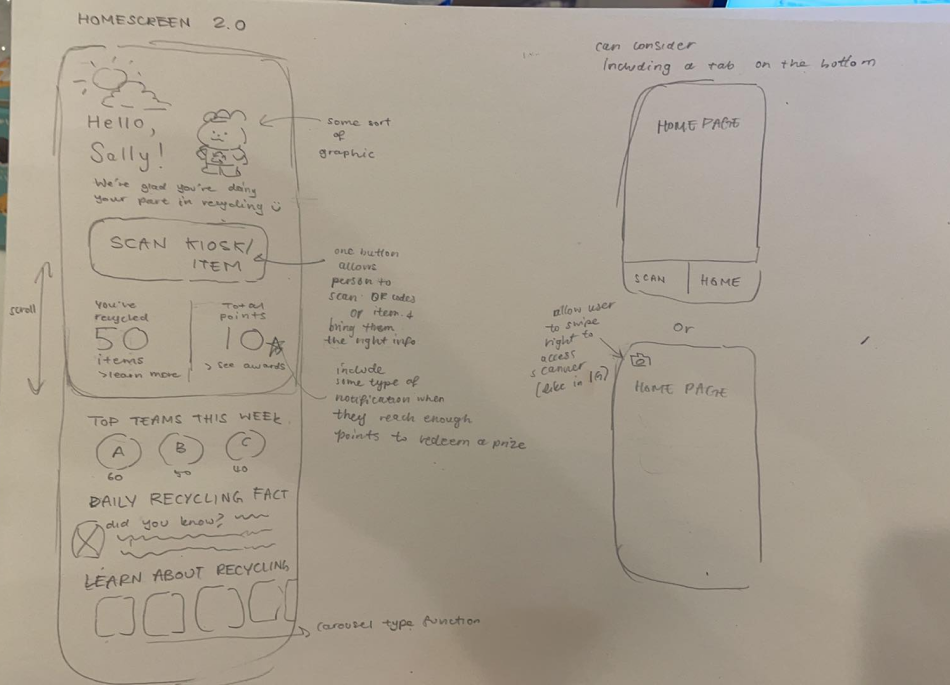 HOMESCREEN 2.0
Hello,
Sally!
We're glad you're doing
your part in recycling
SCAN KIOSK/
ITEM
scroll
You've
recycled
50
items
>learn more
Total
points
10
> see awards
TOP TEAMS THIS WEEK
A
B
C
60
50
40
DAILY RECYCLING FACT
did you know?
LEARN ABOUT RECYCLING
some sort
of
graphic
one button
allows
person to
scan QR codes
or item &
bring them
the right info
include
some type of
notification when
they reach enough
points to redeem a prize
carousel type function
can consider
Including a tab on the bottom
HOME PAGE
SCAN
HOME
Or
allow user
to swipe
right to
access
scanner
(like in IG)
HOME PAGE